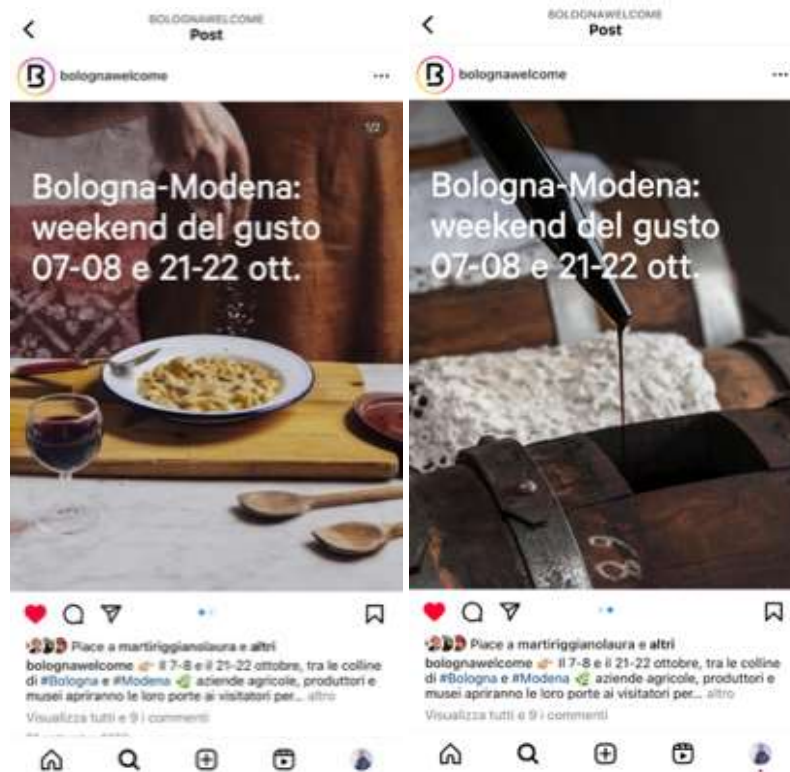 BOLOGNAWELCOME
Post
bolognawelcome
1/2
Bologna-Modena:
weekend del gusto
07-08 e 21-22 ott.
Piace a martiriggianolaura e altri
bolognawelcome 👉 Il 7-8 e il 21-22 ottobre, tra le colline
di #Bologna e #Modena 🌿 aziende agricole, produttori e
musei apriranno le loro porte ai visitatori per... altro
Visualizza tutti e 9 i commenti
BOLOGNAWELCOME
Post
bolognawelcome
Bologna-Modena:
weekend del gusto
07-08 e 21-22 ott.
Piace a martiriggianolaura e altri
bolognawelcome 👉 Il 7-8 e il 21-22 ottobre, tra le colline
di #Bologna e #Modena 🌿 aziende agricole, produttori e
musei apriranno le loro porte ai visitatori per... altro
Visualizza tutti e 9 i commenti